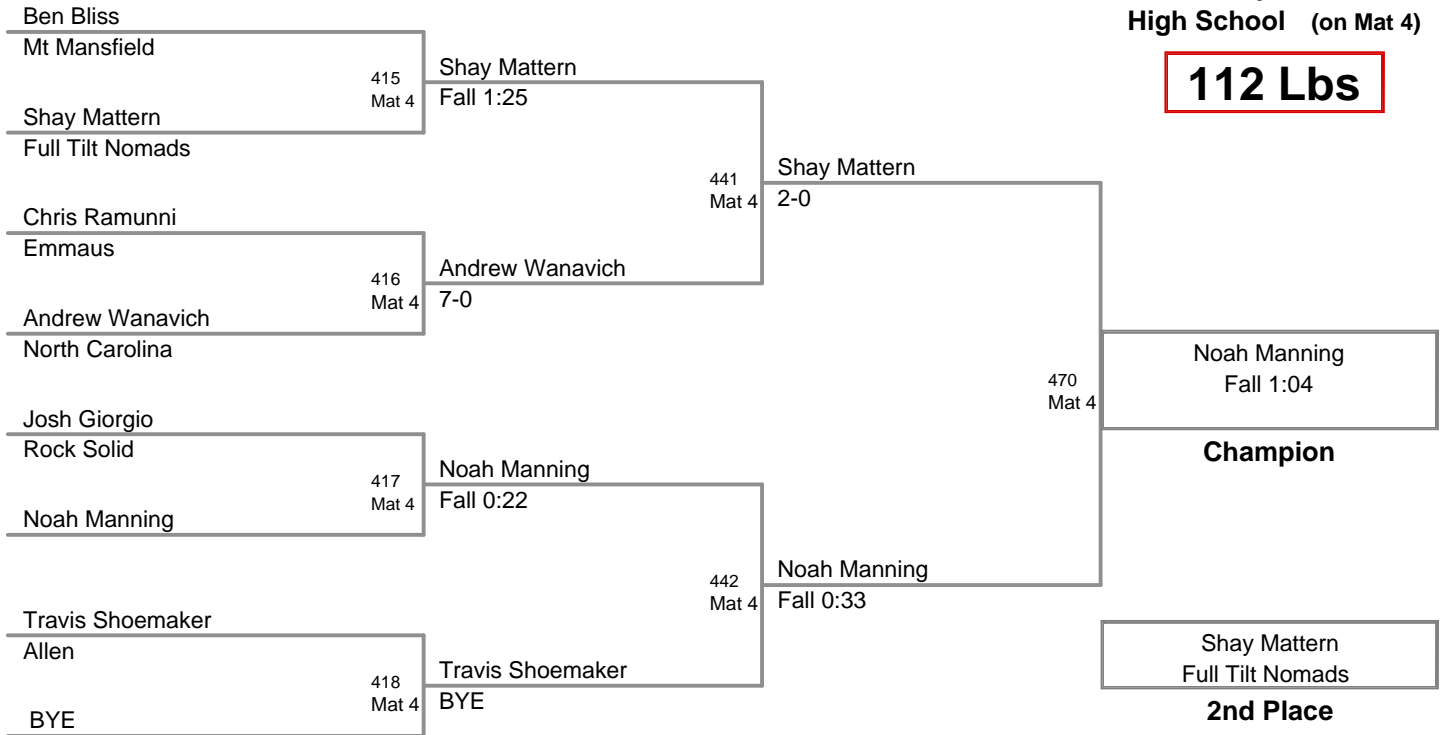 Ben Bliss
Mt Mansfield
415
Mat 4
Shay Mattern
Full Tilt Nomads
Chris Ramunni
Emmaus
416
Mat 4
Andrew Wanavich
North Carolina
Josh Giorgio
Rock Solid
417
Mat 4
Noah Manning
Travis Shoemaker
Allen
418
Mat 4
BYE
Shay Mattern
Fall 1:25
441
Mat 4
Andrew Wanavich
7-0
Noah Manning
Fall 0:22
442
Mat 4
Travis Shoemaker
BYE
Shay Mattern
2-0
470
Mat 4
Noah Manning
Fall 0:33
High School (on Mat 4)
112 Lbs
Noah Manning
Fall 1:04
Champion
Shay Mattern
Full Tilt Nomads
2nd Place